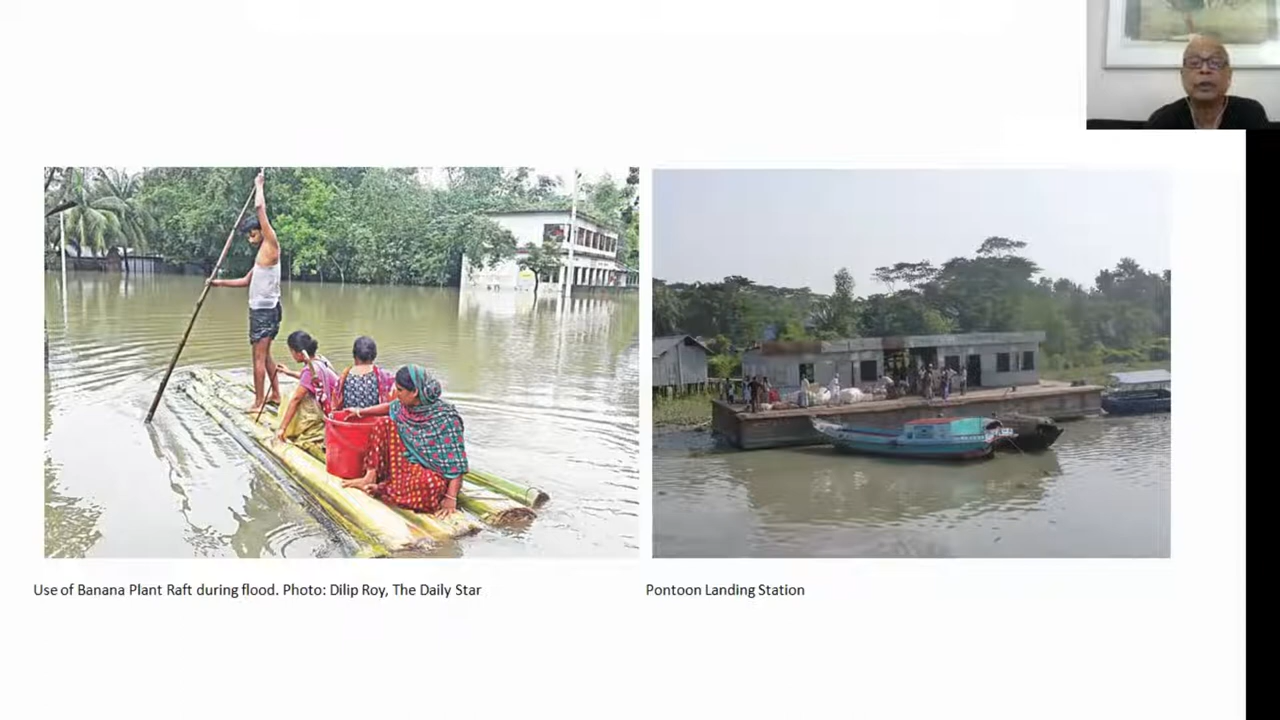 Use of Banana Plant Raft during flood. Photo: Dilip Roy, The Daily Star
Pontoon Landing Station